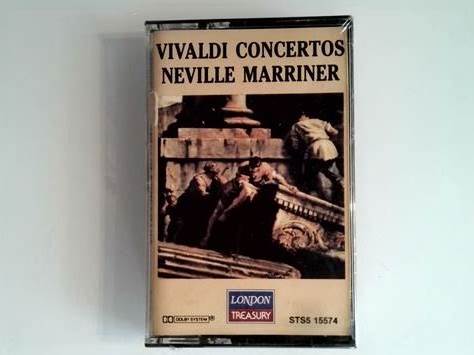 VIVALDI CONCERTOS
NEVILLE MARRINER
LONDON
TREASURY
DOLBY SYSTEM ®
STS5 15574